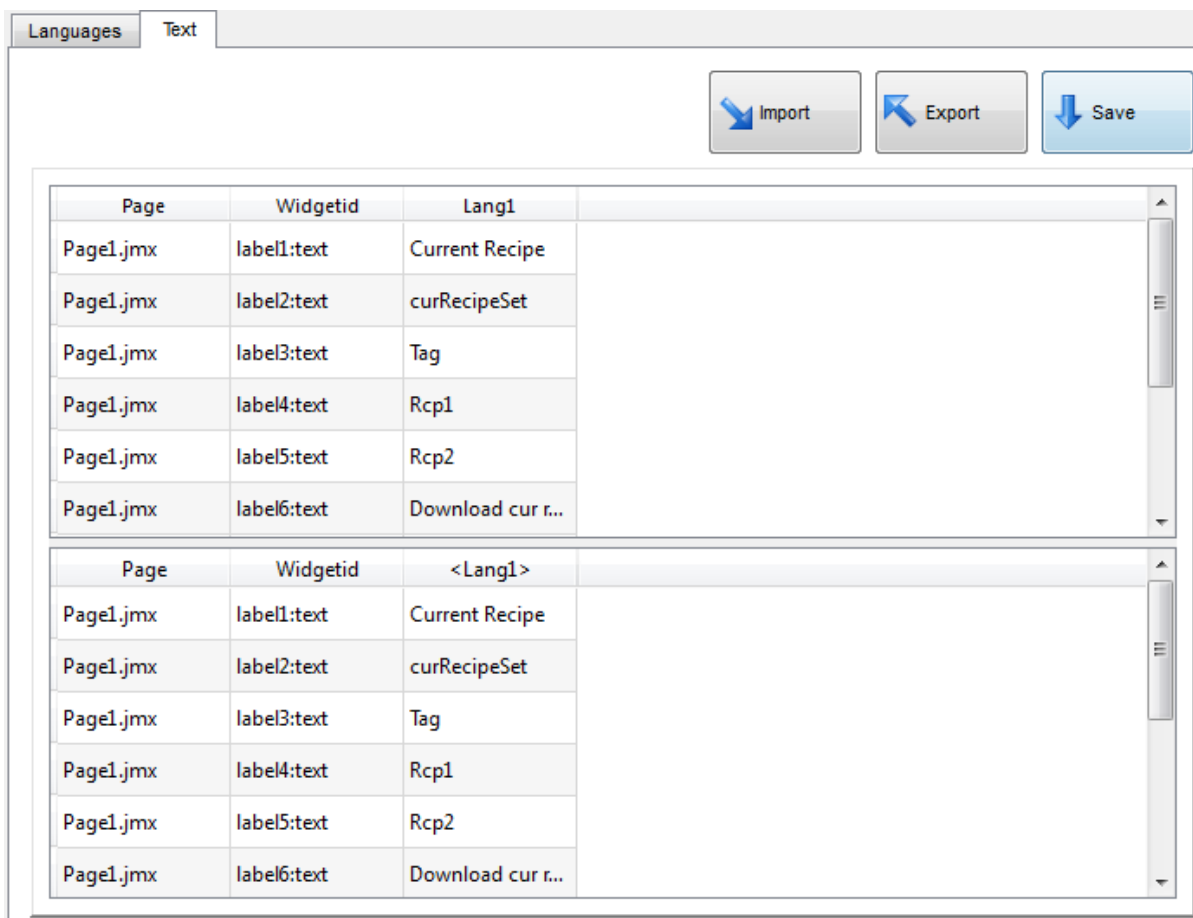 Languages Text
Import Export Save
Page Widgetid Lang1
Page1.jmx label1:text Current Recipe
Page1.jmx label2:text curRecipeSet
Page1.jmx label3:text Tag
Page1.jmx label4:text Rcp1
Page1.jmx label5:text Rcp2
Page1.jmx label6:text Download cur r...
Page Widgetid <Lang1>
Page1.jmx label1:text Current Recipe
Page1.jmx label2:text curRecipeSet
Page1.jmx label3:text Tag
Page1.jmx label4:text Rcp1
Page1.jmx label5:text Rcp2
Page1.jmx label6:text Download cur r...